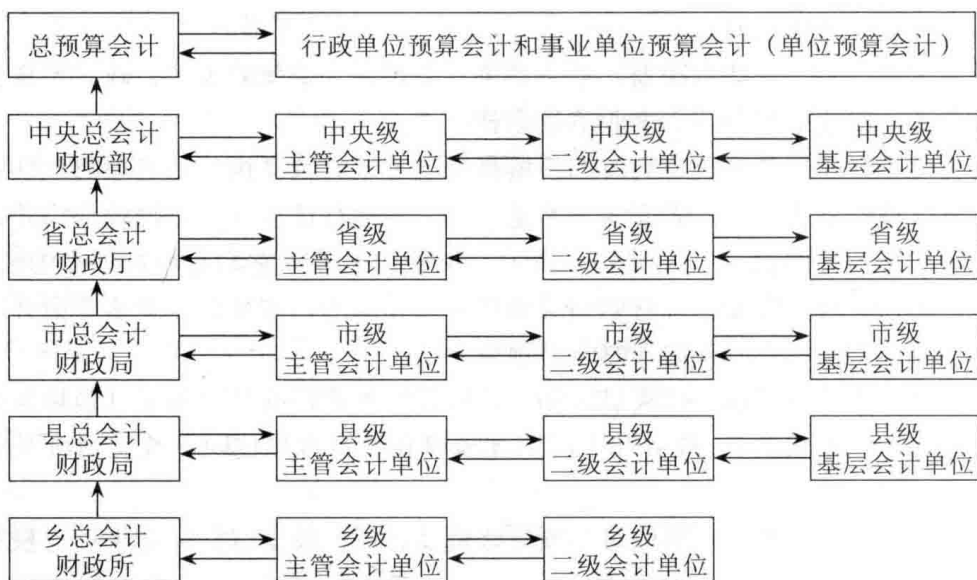 总预算会计
行政单位预算会计和事业单位预算会计（单位预算会计）
中央总会计
财政部
中央级
主管会计单位
中央级
二级会计单位
中央级
基层会计单位
省总会计
财政厅
省级
主管会计单位
省级
二级会计单位
省级
基层会计单位
市总会计
财政局
市级
主管会计单位
市级
二级会计单位
市级
基层会计单位
县总会计
财政局
县级
主管会计单位
县级
二级会计单位
县级
基层会计单位
乡总会计
财政所
乡级
主管会计单位
乡级
二级会计单位